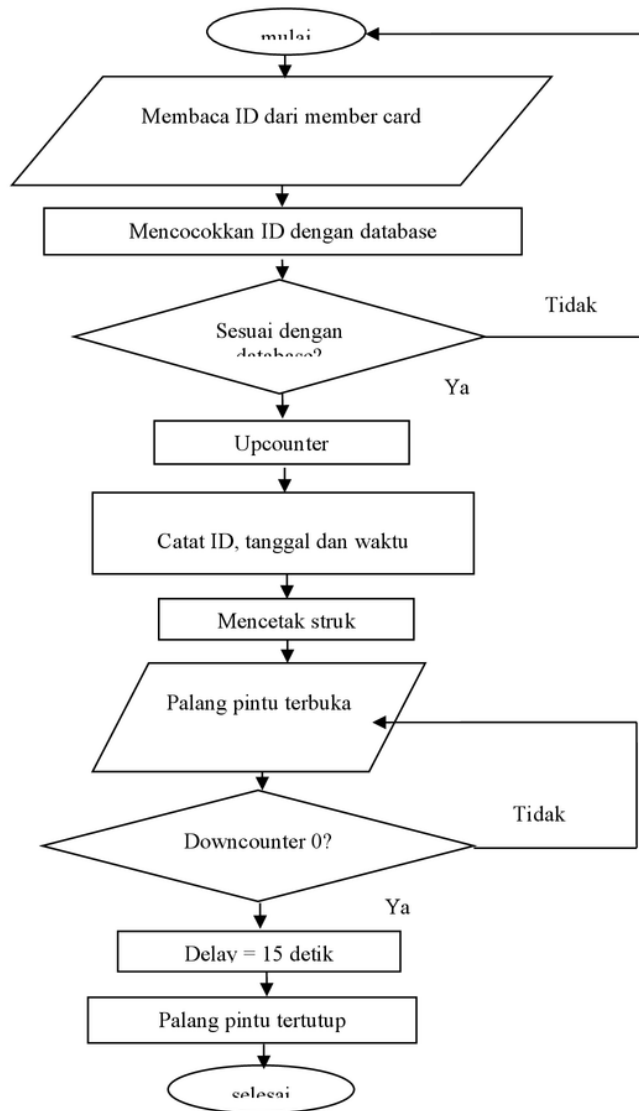 mulai
Membaca ID dari member card
Mencocokkan ID dengan database
Tidak
Sesuai dengan
database?
Ya
Upcounter
Catat ID, tanggal dan waktu
Mencetak struk
Palang pintu terbuka
Tidak
Downcounter 0?
Ya
Delay = 15 detik
Palang pintu tertutup
selesai